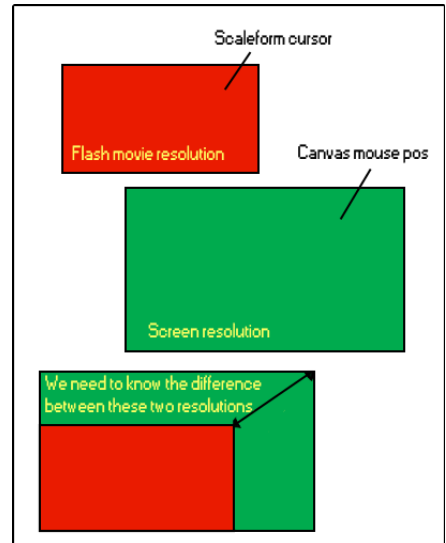 Scaleform cursor
Flash movie resolution
Canvas mouse pos
Screen resolution
We need to know the difference
between these two resolutions